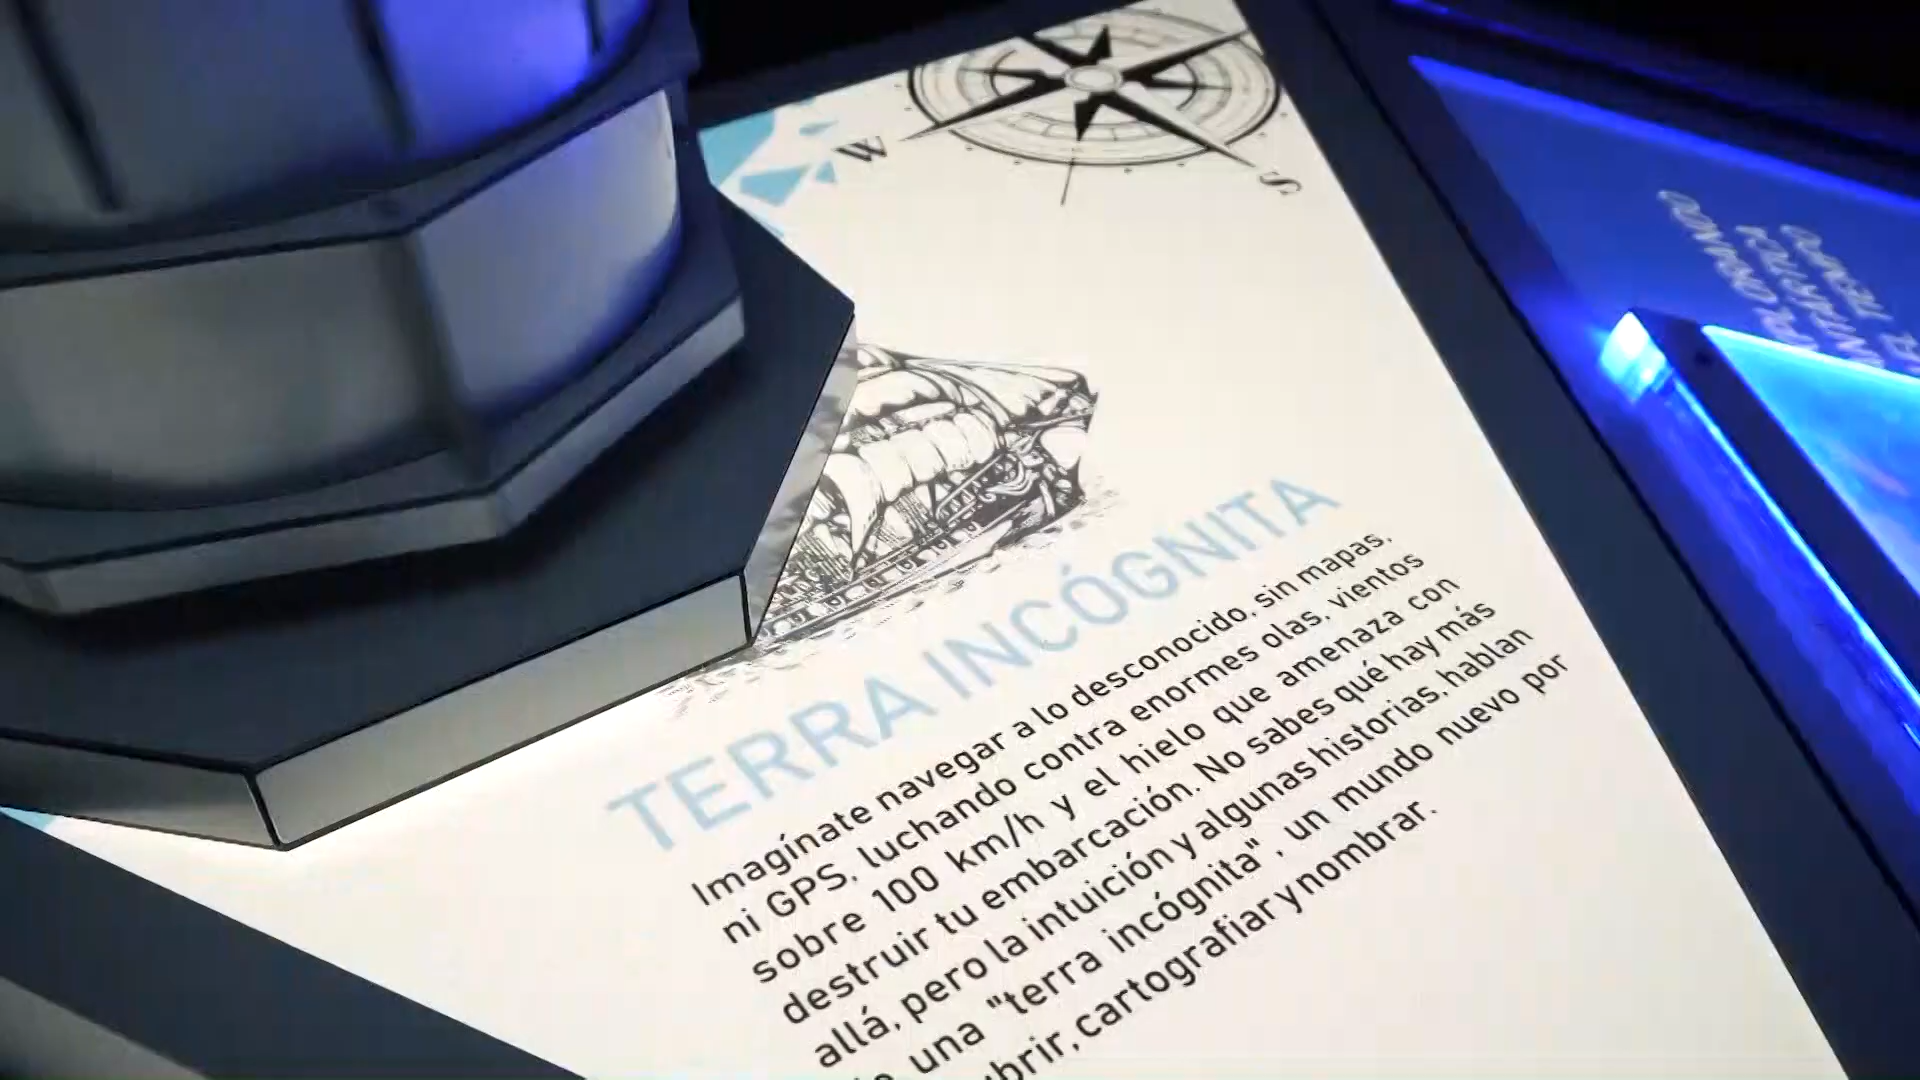 W
S
TERRA INCÓGNITA
Imagínate navegar a lo desconocido, sin mapas,
ni GPS, luchando contra enormes olas, vientos
sobre 100 km/h y el hielo que amenaza con
destruir tu embarcación. No sabes qué hay más
allá, pero la intuición y algunas historias, hablan
una "terra incógnita", un mundo nuevo por
cartografiar y nombrar.